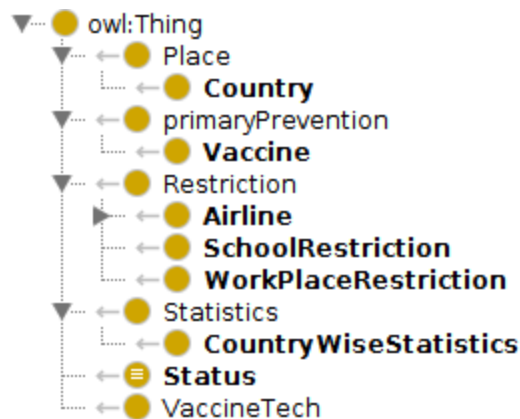 owl:Thing
Place
Country
primaryPrevention
Vaccine
Restriction
Airline
SchoolRestriction
WorkPlaceRestriction
Statistics
CountryWiseStatistics
Status
VaccineTech